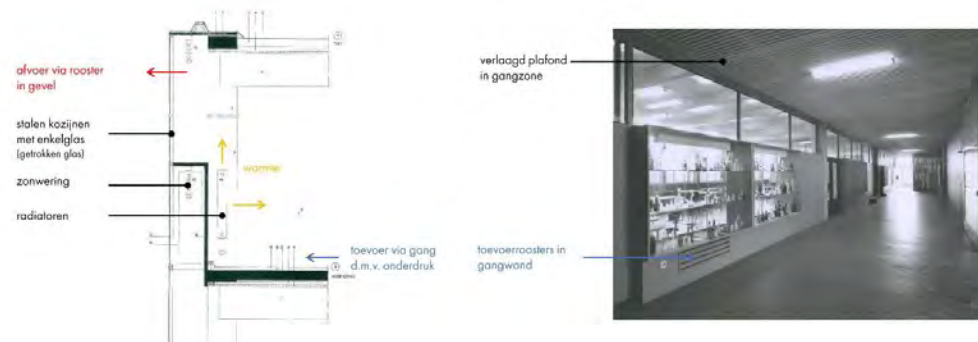 afvoer via rooster
in gevel
stalen kozijnen
met enkelglas
(getrokken glas)
zonwering
radiatoren
warmte
toevoer via gang
d.m.v. onderdruk
verlaagd plafond
in gangzone
toevoerroosters in
gangwand